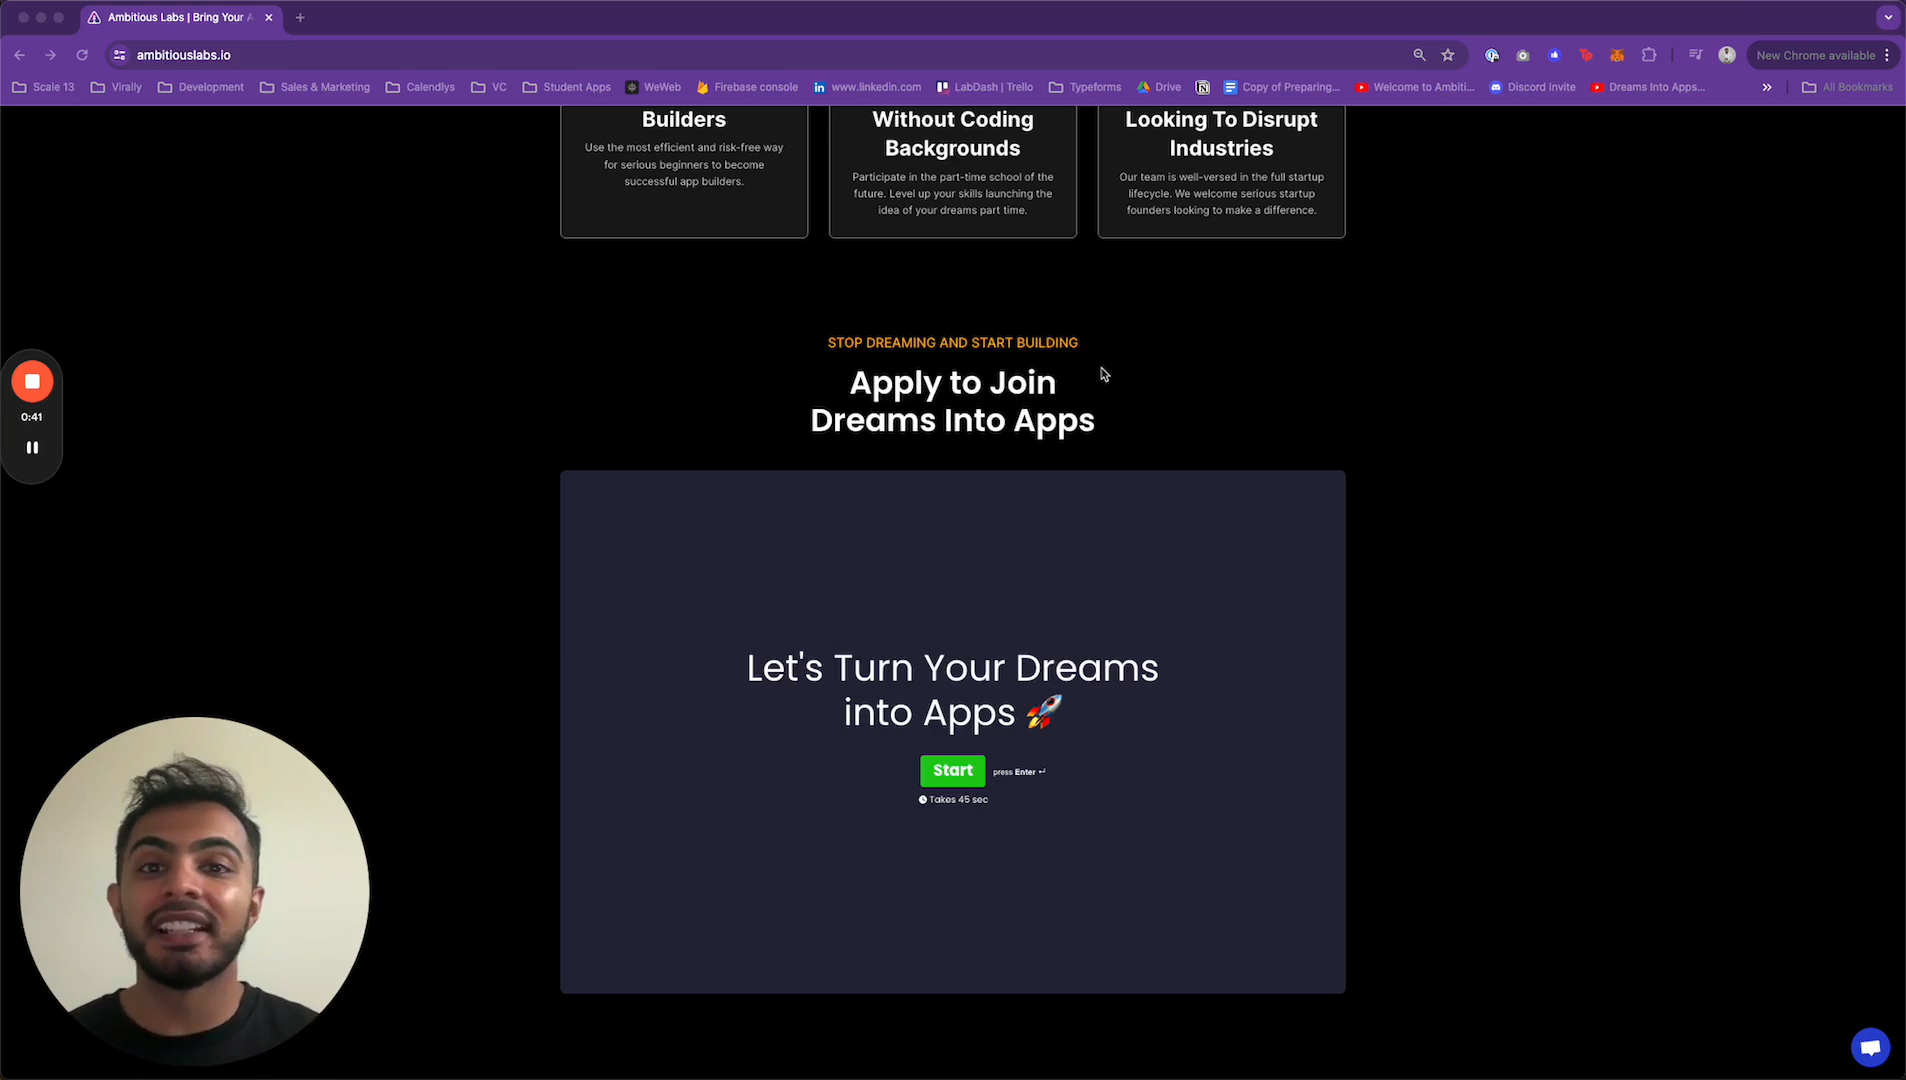 Ambitious Labs | Bring Your A
ambitiouslabs.io
New Chrome available
Scale 13
Virally
Development
Sales & Marketing
Calendlys
VC
Student Apps
WeWeb
Firebase console
www.linkedin.com
LabDash | Trello
Typeforms
Drive
Copy of Preparing...
Welcome to Ambiti...
Discord Invite
Dreams Into Apps...
All Bookmarks
Builders
Use the most efficient and risk-free way
for serious beginners to become
successful app builders.
Without Coding
Backgrounds
Participate in the part-time school of the
future. Level up your skills launching the
idea of your dreams part time.
Looking To Disrupt
Industries
Our team is well-versed in the full startup
lifecycle. We welcome serious startup
founders looking to make a difference.
STOP DREAMING AND START BUILDING
Apply to Join
Dreams Into Apps
0:41
Let's Turn Your Dreams
into Apps 🚀
Start
press Enter ↵
Takes 45 sec